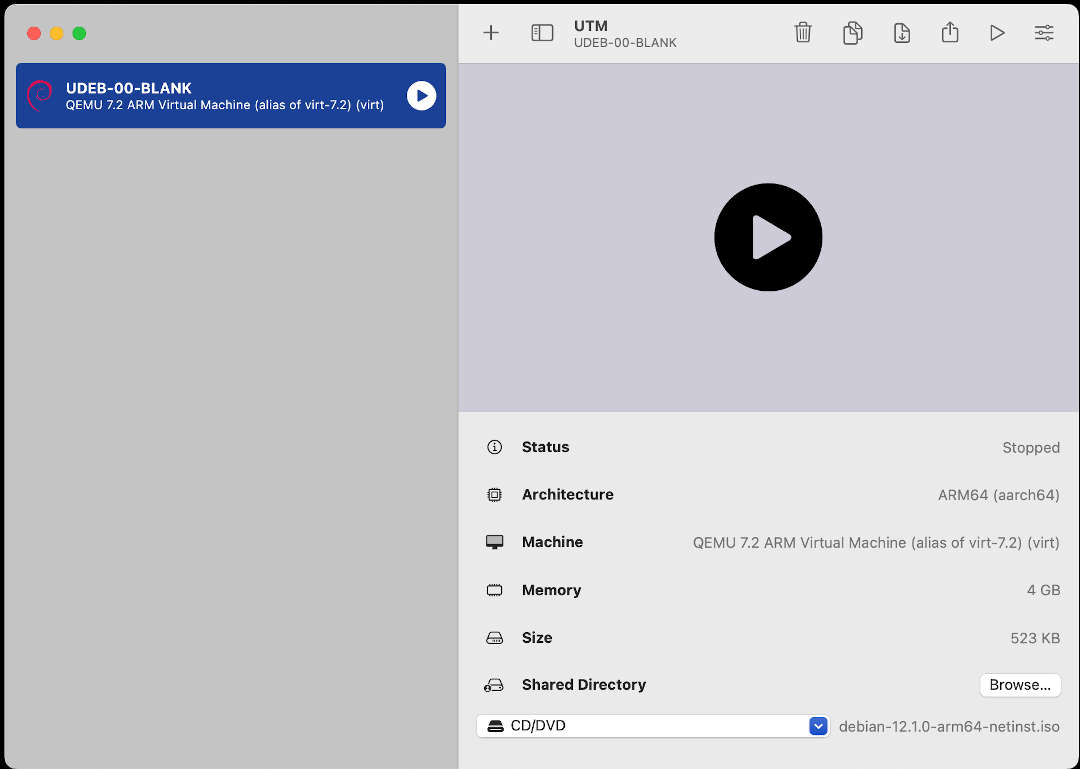 UTM
UDEB-00-BLANK
UDEB-00-BLANK
QEMU 7.2 ARM Virtual Machine (alias of virt-7.2) (virt)
Status Stopped
Architecture ARM64 (aarch64)
Machine QEMU 7.2 ARM Virtual Machine (alias of virt-7.2) (virt)
Memory 4 GB
Size 523 KB
Shared Directory Browse...
CD/DVD debian-12.1.0-arm64-netinst.iso